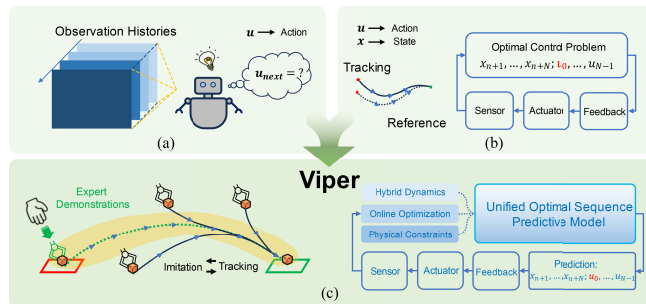 Observation Histories
u → Action
u_next = ?
(a)
u → Action
x → State
Tracking
Reference
Optimal Control Problem
x_{n+1}, ..., x_{n+N}; u_0, ..., u_{N-1}
Sensor
Actuator
Feedback
(b)
Viper
Expert
Demonstrations
Imitation
Tracking
Hybrid Dynamics
Online Optimization
Physical Constraints
Unified Optimal Sequence
Predictive Model
Sensor
Actuator
Feedback
Prediction:
x_{n+1}, ..., x_{n+N}; u_0, ..., u_{N-1}
(c)